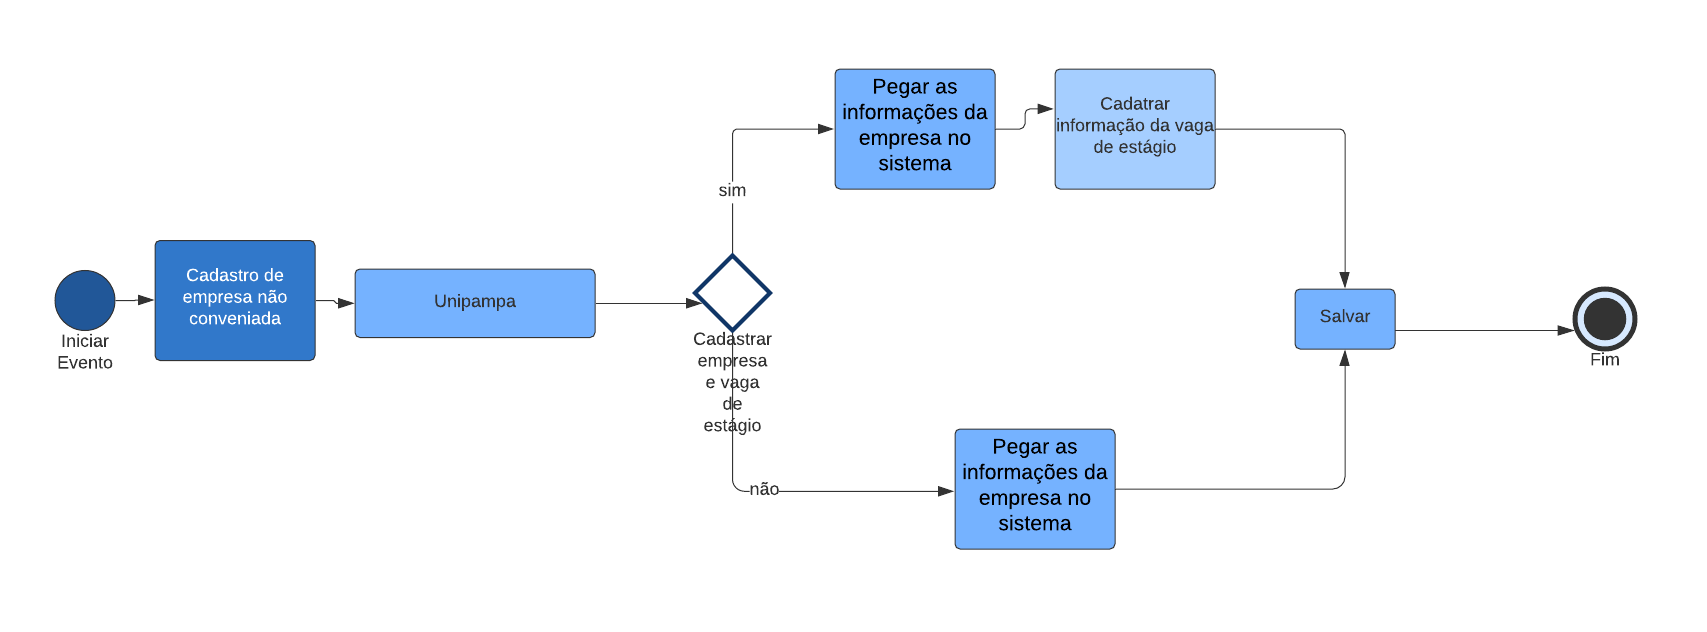 Iniciar
Evento
Cadastro de
empresa não
conveniada
Unipampa
Cadastrar
empresa
e vaga
de
estágio
sim
Pegar as
informações da
empresa no
sistema
Cadatrar
informação da vaga
de estágio
não
Pegar as
informações da
empresa no
sistema
Salvar
Fim